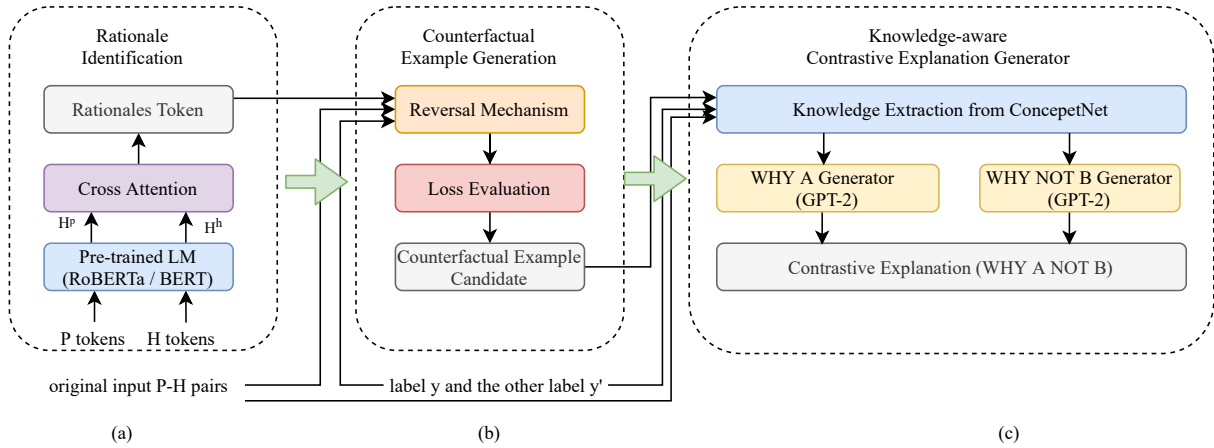 Rationale
Identification
Rationales Token
Cross Attention
H^p
H^h
Pre-trained LM
(RoBERTa / BERT)
P tokens
H tokens
Counterfactual
Example Generation
Reversal Mechanism
Loss Evaluation
Counterfactual Example
Candidate
Knowledge-aware
Contrastive Explanation Generator
Knowledge Extraction from ConcepetNet
WHY A Generator
(GPT-2)
WHY NOT B Generator
(GPT-2)
Contrastive Explanation (WHY A NOT B)
original input P-H pairs
label y and the other label y'
(a)
(b)
(c)